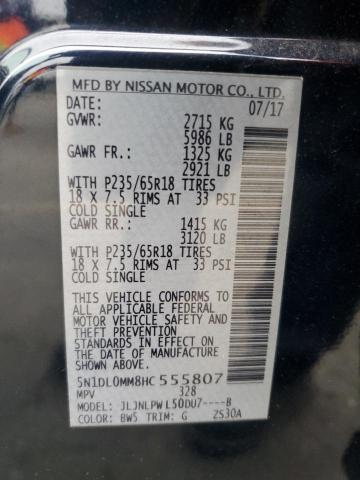 MFD BY NISSAN MOTOR CO., LTD.
DATE: 07/17
GVWR: 2715 KG
5986 LB
GAWR FR.: 1325 KG
2921 LB
WITH P235/65R18 TIRES
18 X 7.5 RIMS AT 33 PSI
COLD SINGLE
GAWR RR.: 1415 KG
3120 LB
WITH P235/65R18 TIRES
18 X 7.5 RIMS AT 33 PSI
COLD SINGLE
THIS VEHICLE CONFORMS TO
ALL APPLICABLE FEDERAL
MOTOR VEHICLE SAFETY AND
THEFT PREVENTION
STANDARDS IN EFFECT ON THE
DATE OF MANUFACTURE SHOWN
ABOVE.
5N1DL0MM8HC 555807
MPV 328
MODEL: JLJNLPW L50DU7----B
COLOR: BW5 TRIM: G ZS30A